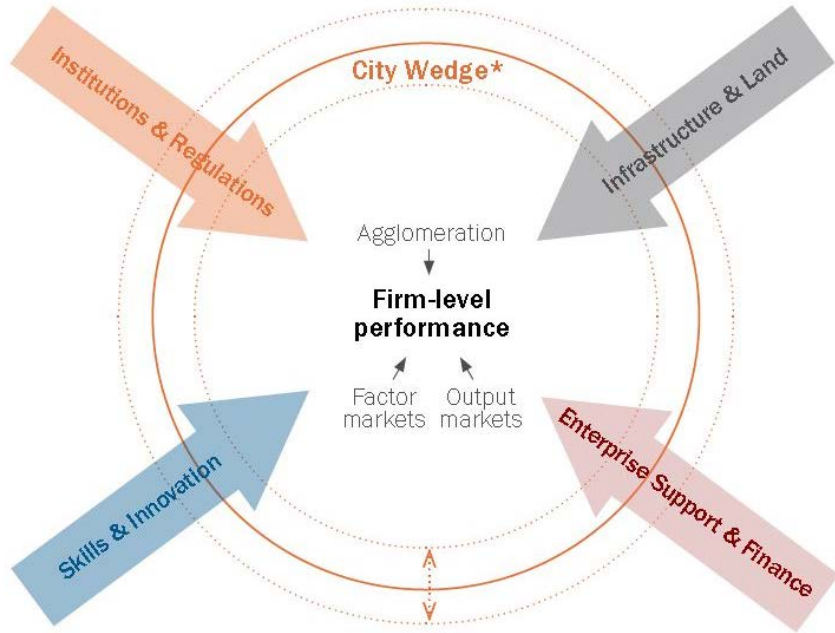 City Wedge*
Institutions & Regulations
Infrastructure & Land
Agglomeration
Firm-level
performance
Factor
markets
Output
markets
Skills & Innovation
Enterprise Support & Finance